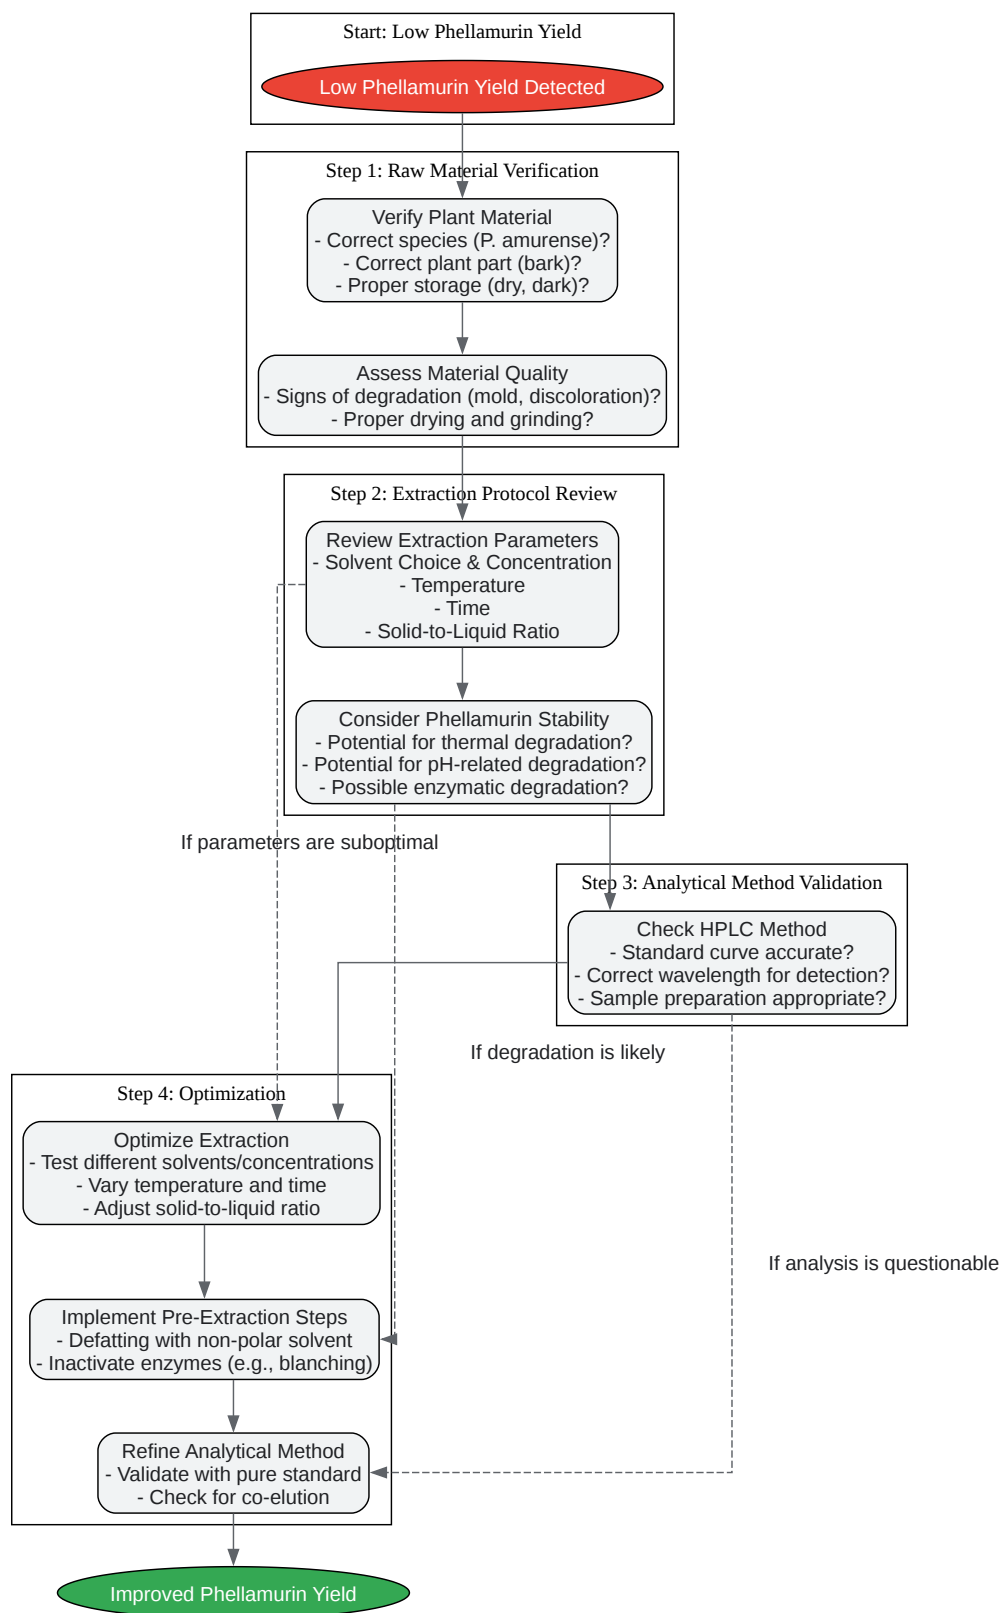 Start: Low Phellamurin Yield
Low Phellamurin Yield Detected
Step 1: Raw Material Verification
Verify Plant Material
- Correct species (P. amurense)?
- Correct plant part (bark)?
- Proper storage (dry, dark)?
Assess Material Quality
- Signs of degradation (mold, discoloration)?
- Proper drying and grinding?
Step 2: Extraction Protocol Review
Review Extraction Parameters
- Solvent Choice & Concentration
- Temperature
- Time
- Solid-to-Liquid Ratio
Consider Phellamurin Stability
- Potential for thermal degradation?
- Potential for pH-related degradation?
- Possible enzymatic degradation?
If parameters are suboptimal
Step 3: Analytical Method Validation
Check HPLC Method
- Standard curve accurate?
- Correct wavelength for detection?
- Sample preparation appropriate?
If degradation is likely
Step 4: Optimization
Optimize Extraction
- Test different solvents/concentrations
- Vary temperature and time
- Adjust solid-to-liquid ratio
If analysis is questionable
Implement Pre-Extraction Steps
- Defatting with non-polar solvent
- Inactivate enzymes (e.g., blanching)
Refine Analytical Method
- Validate with pure standard
- Check for co-elution
Improved Phellamurin Yield